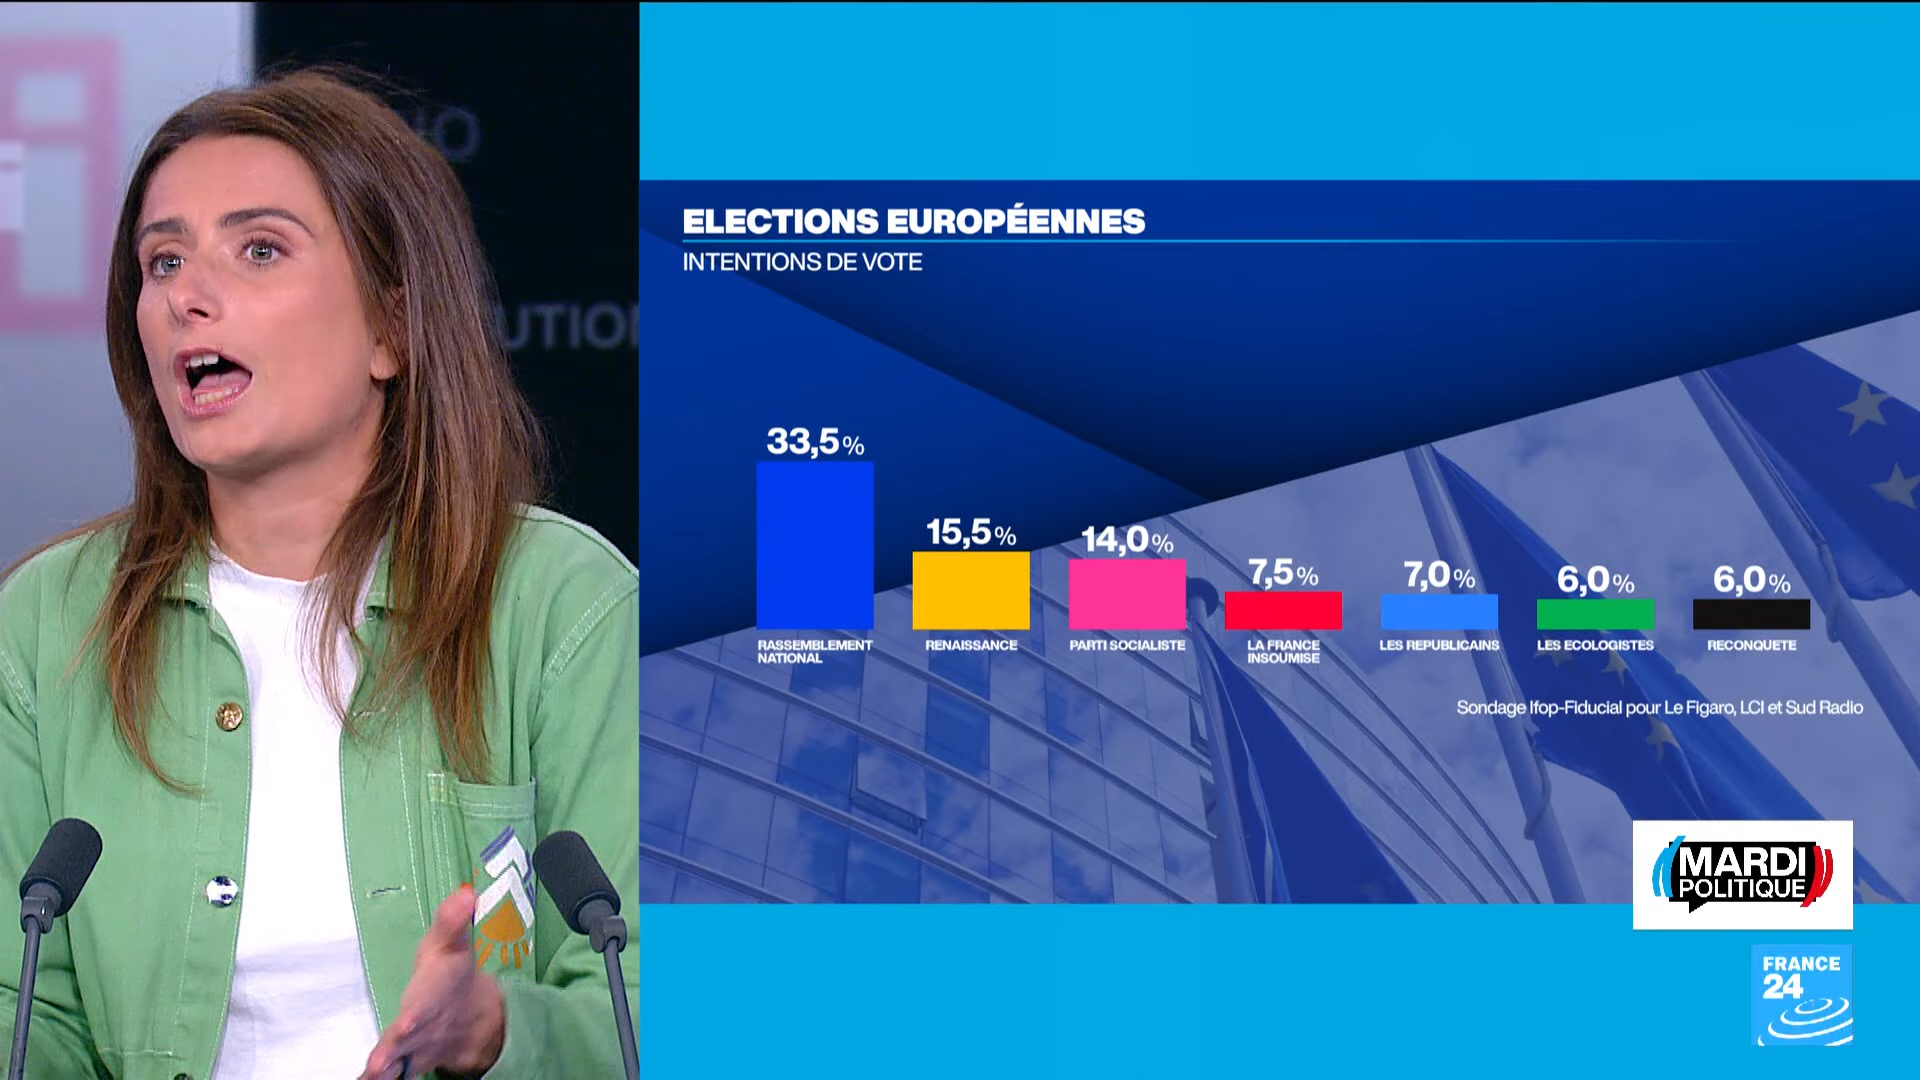 ELECTIONS EUROPÉENNES
INTENTIONS DE VOTE
33,5%
15,5%
14,0%
7,5%
7,0%
6,0%
6,0%
RASSEMBLEMENT
NATIONAL
RENAISSANCE
PARTI SOCIALISTE
LA FRANCE
INSOUMISE
LES REPUBLICAINS
LES ECOLOGISTES
RECONQUETE
Sondage Ifop-Fiducial pour Le Figaro, LCI et Sud Radio
MARDI
POLITIQUE
FRANCE
24